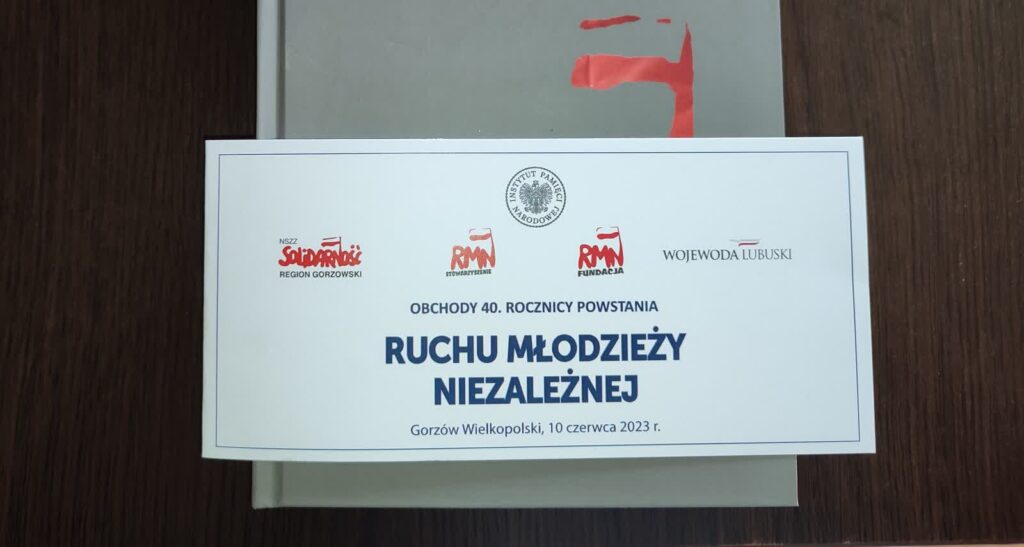 INSTYTUT PAMIĘCI
NARODOWEJ
NSZZ
SOLIDARNOŚĆ
REGION GORZOWSKI
RMN
STOWARZYSZENIE
RMN
FUNDACJA
WOJEWODA LUBUSKI
OBCHODY 40. ROCZNICY POWSTANIA
RUCHU MŁODZIEŻY
NIEZALEŻNEJ
Gorzów Wielkopolski, 10 czerwca 2023 r.